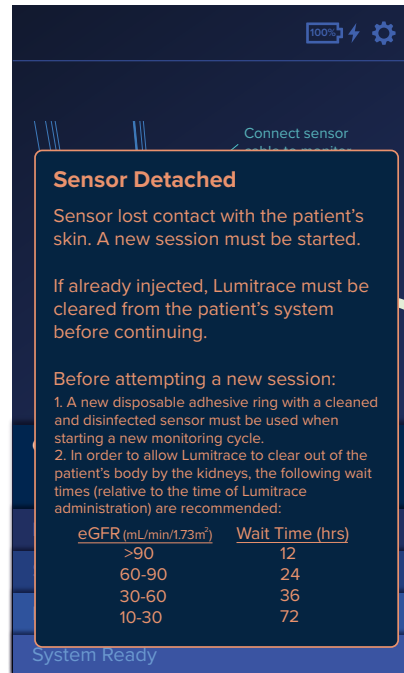 100%
Connect sensor
cable to monitor
Sensor Detached
Sensor lost contact with the patient's
skin. A new session must be started.
If already injected, Lumitrace must be
cleared from the patient's system
before continuing.
Before attempting a new session:
1. A new disposable adhesive ring with a cleaned
and disinfected sensor must be used when
starting a new monitoring cycle.
2. In order to allow Lumitrace to clear out of the
patient's body by the kidneys, the following wait
times (relative to the time of Lumitrace
administration) are recommended:
eGFR (mL/min/1.73m²) Wait Time (hrs)
>90 12
60-90 24
30-60 36
10-30 72
System Ready